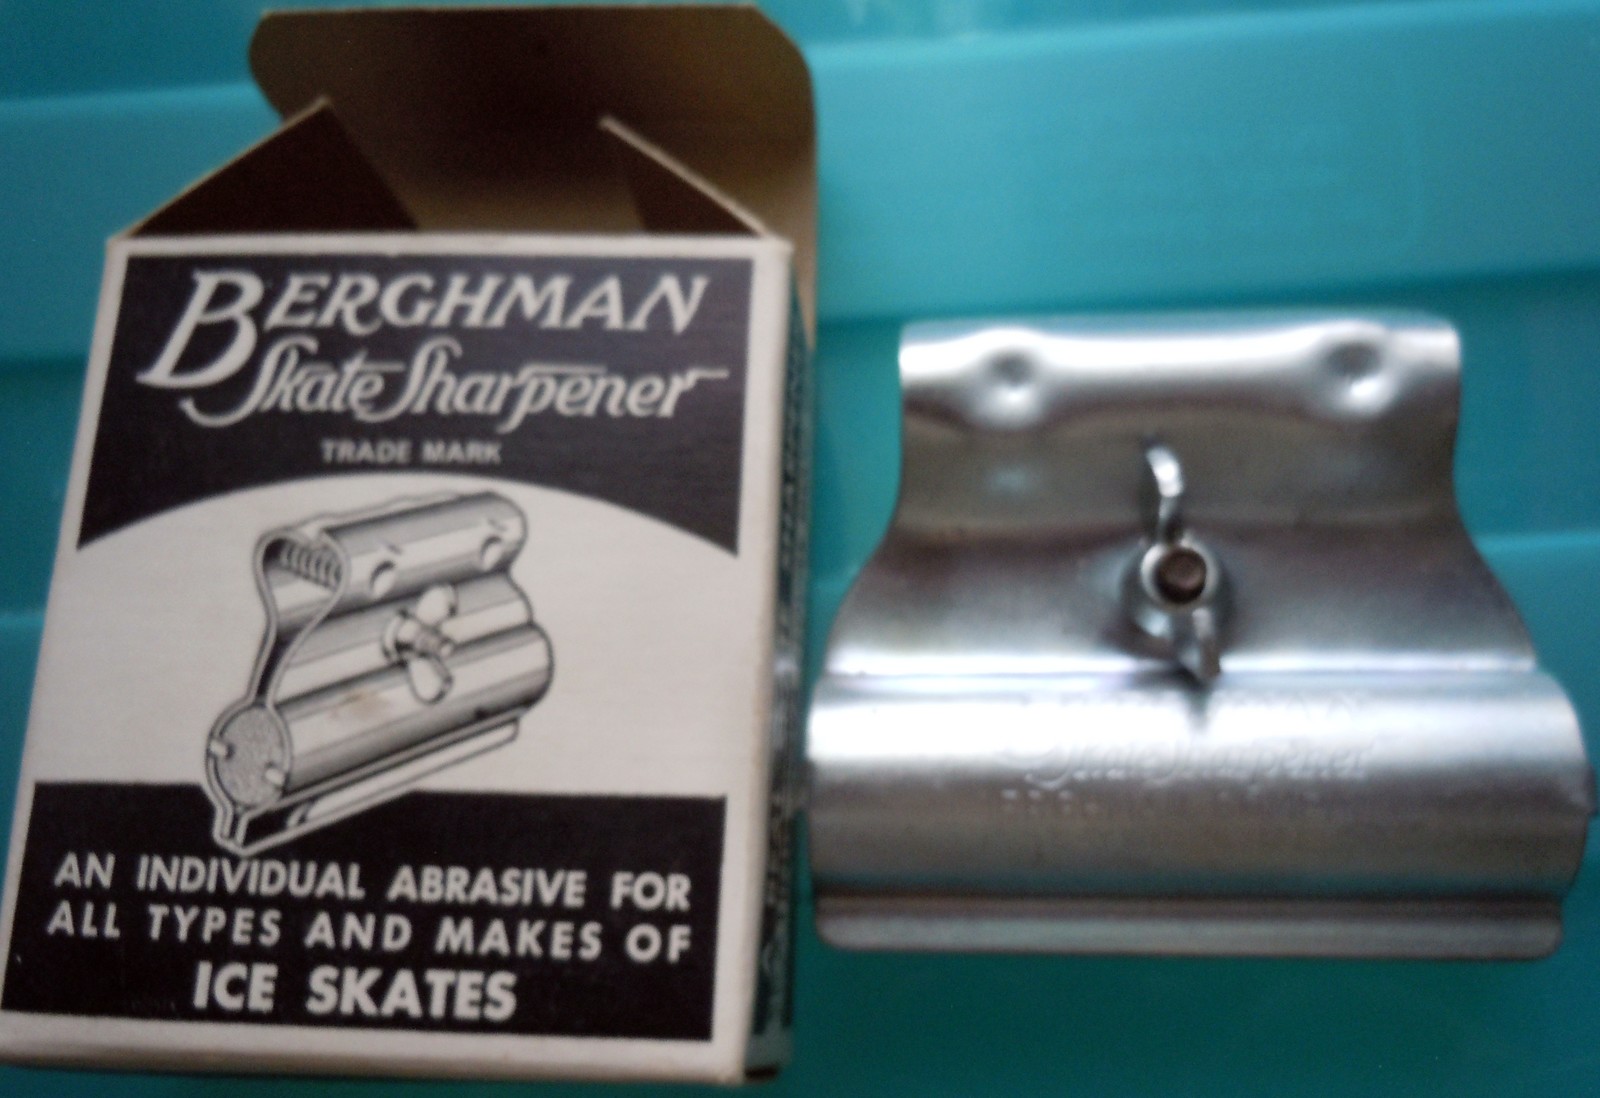 BERGHMAN
Skate Sharpener
TRADE MARK
AN INDIVIDUAL ABRASIVE FOR
ALL TYPES AND MAKES OF
ICE SKATES
Skate Sharpener